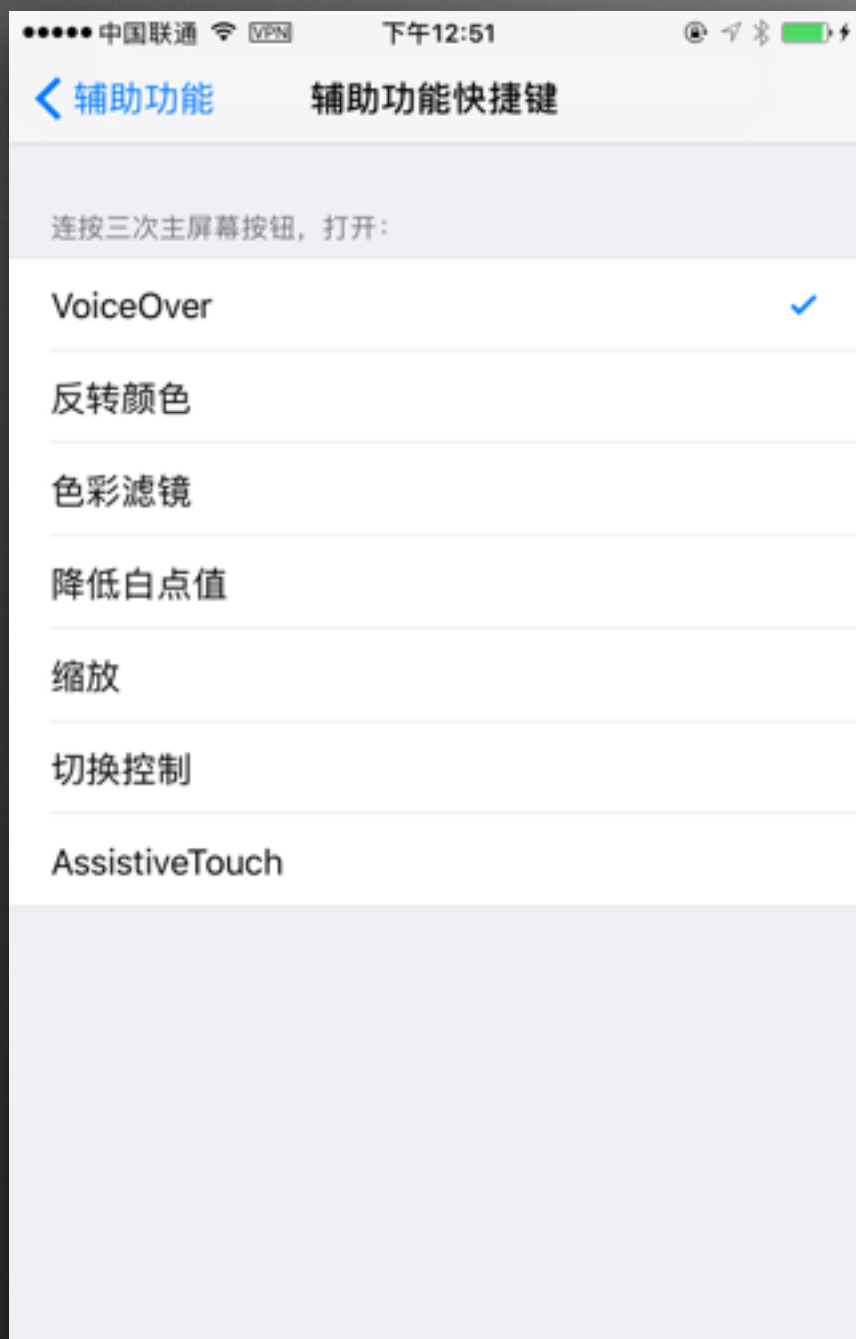 中国联通 VPN 下午12:51
辅助功能 辅助功能快捷键
连按三次主屏幕按钮，打开：
VoiceOver
反转颜色
色彩滤镜
降低白点值
缩放
切换控制
AssistiveTouch